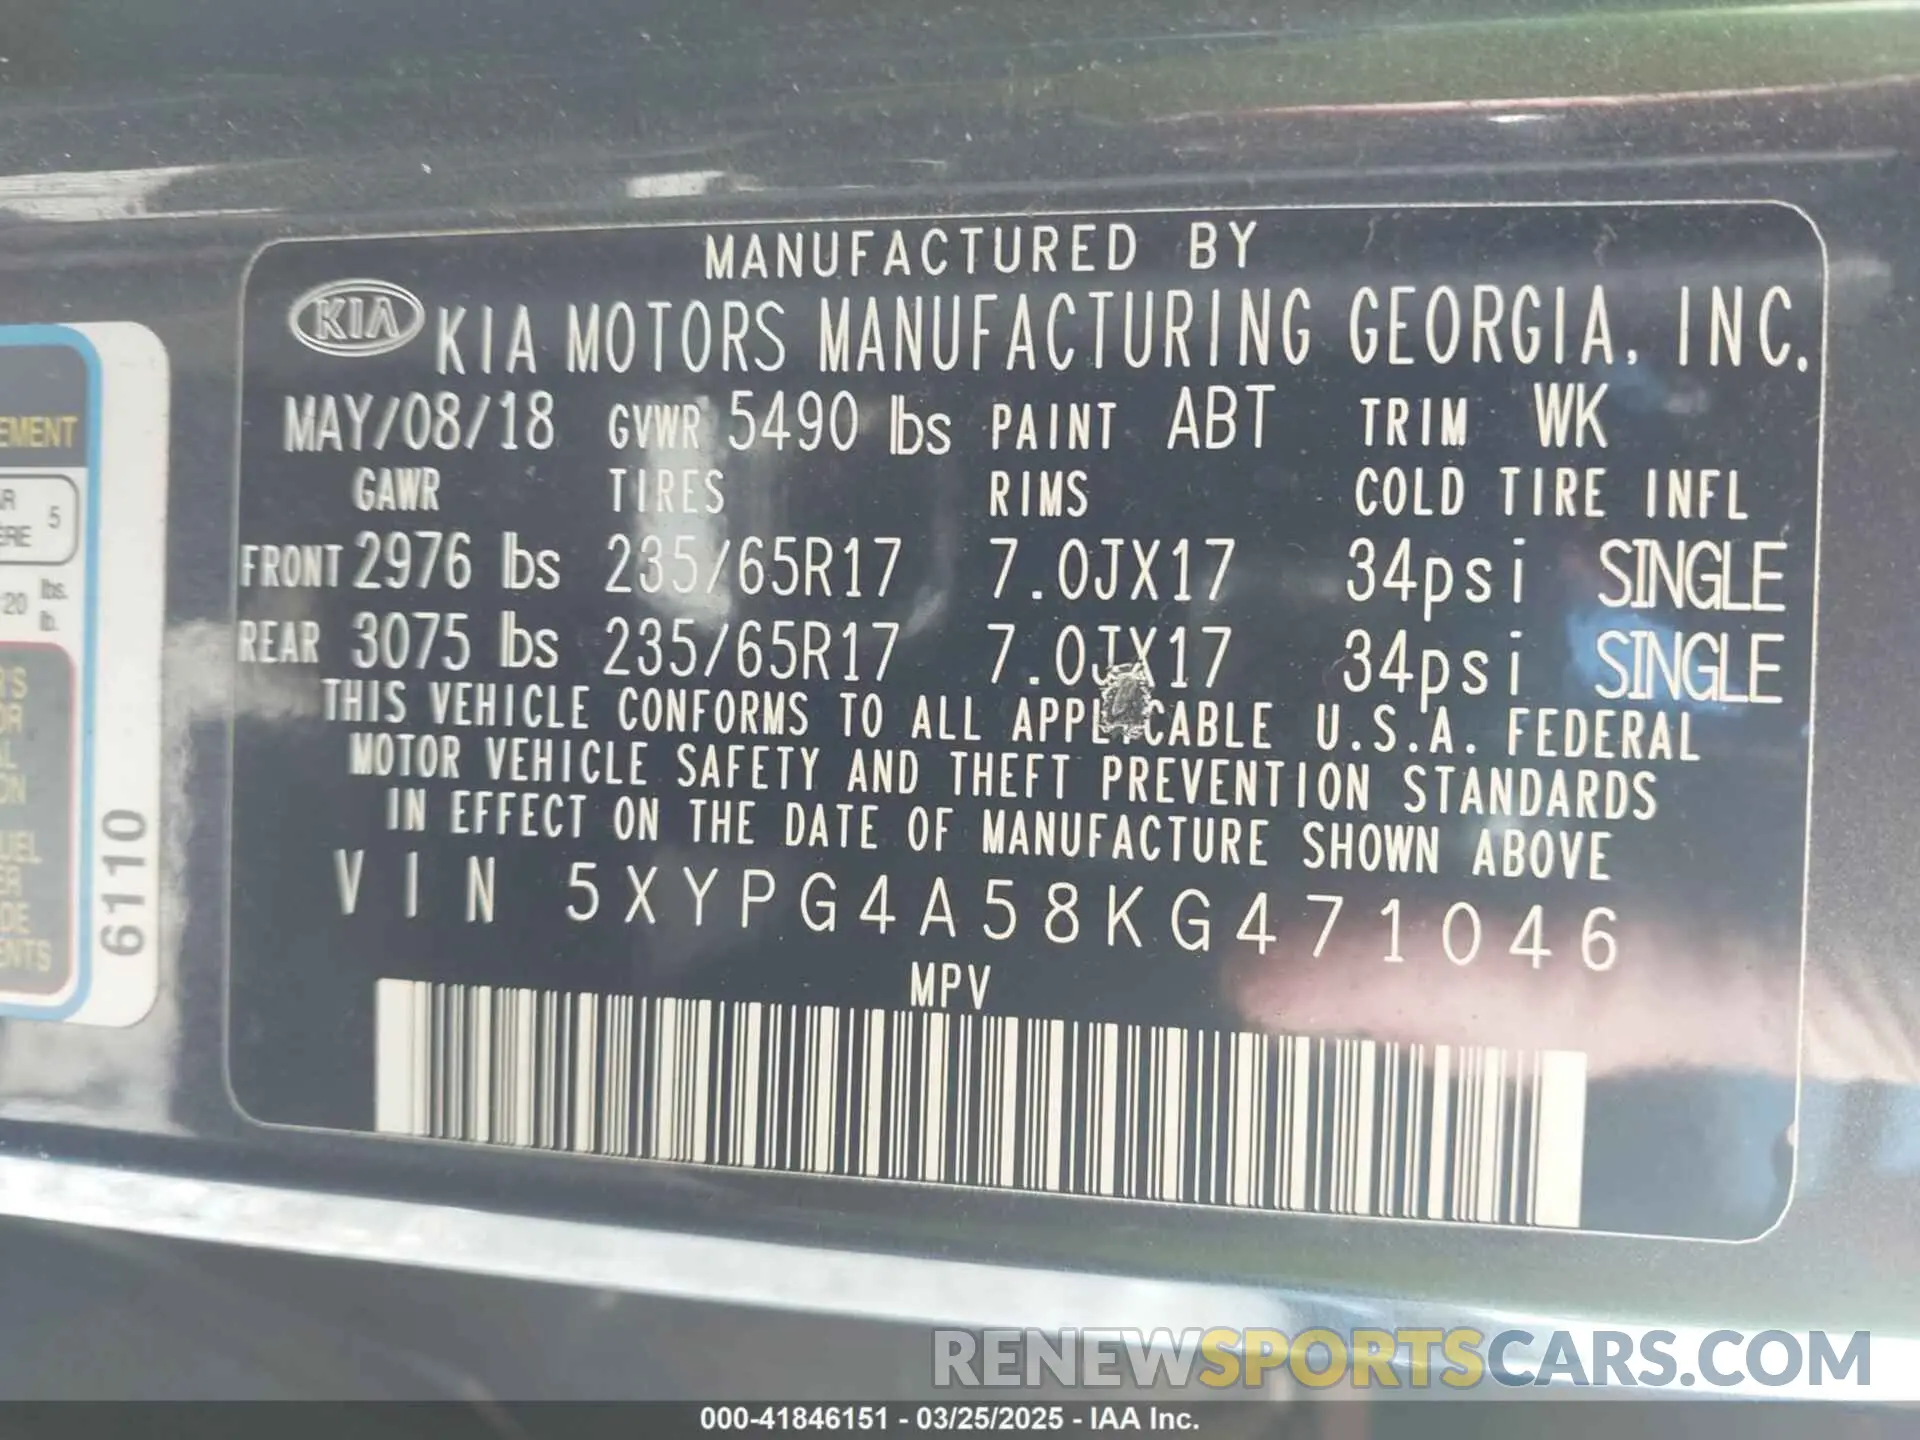 MANUFACTURED BY
KIA KIA MOTORS MANUFACTURING GEORGIA, INC.
MAY/08/18 GVWR 5490 lbs PAINT ABT TRIM WK
GAWR TIRES RIMS COLD TIRE INFL
FRONT 2976 lbs 235/65R17 7.0JX17 34psi SINGLE
REAR 3075 lbs 235/65R17 7.0JX17 34psi SINGLE
THIS VEHICLE CONFORMS TO ALL APPLICABLE U.S.A. FEDERAL
MOTOR VEHICLE SAFETY AND THEFT PREVENTION STANDARDS
IN EFFECT ON THE DATE OF MANUFACTURE SHOWN ABOVE
VIN 5XYPG4A58KG471046
MPV
5
lbs.
20
lb.
6110
RENEWSPORTSCARS.COM
000-41846151 - 03/25/2025 - IAA Inc.